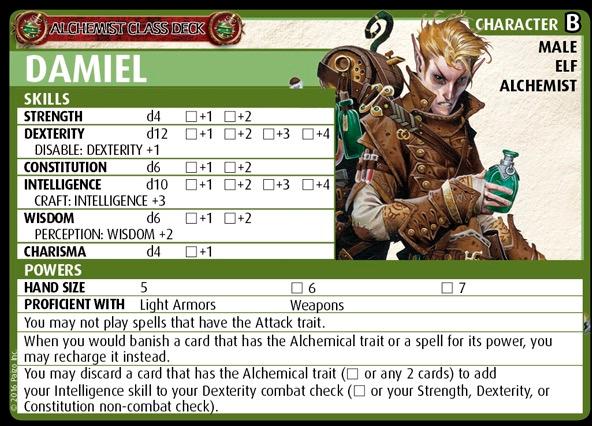 ALCHEMIST CLASS DECK
CHARACTER B
DAMIEL
MALE
ELF
ALCHEMIST
SKILLS
STRENGTH d4 □ +1 □ +2
DEXTERITY d12 □ +1 □ +2 □ +3 □ +4
DISABLE: DEXTERITY +1
CONSTITUTION d6 □ +1 □ +2
INTELLIGENCE d10 □ +1 □ +2 □ +3 □ +4
CRAFT: INTELLIGENCE +3
WISDOM d6 □ +1 □ +2
PERCEPTION: WISDOM +2
CHARISMA d4 □ +1
POWERS
HAND SIZE 5 □ 6 □ 7
PROFICIENT WITH Light Armors Weapons
You may not play spells that have the Attack trait.
When you would banish a card that has the Alchemical trait or a spell for its power, you
may recharge it instead.
You may discard a card that has the Alchemical trait (□ or any 2 cards) to add
your Intelligence skill to your Dexterity combat check (□ or your Strength, Dexterity, or
Constitution non-combat check).
© 2016 Paizo Inc.